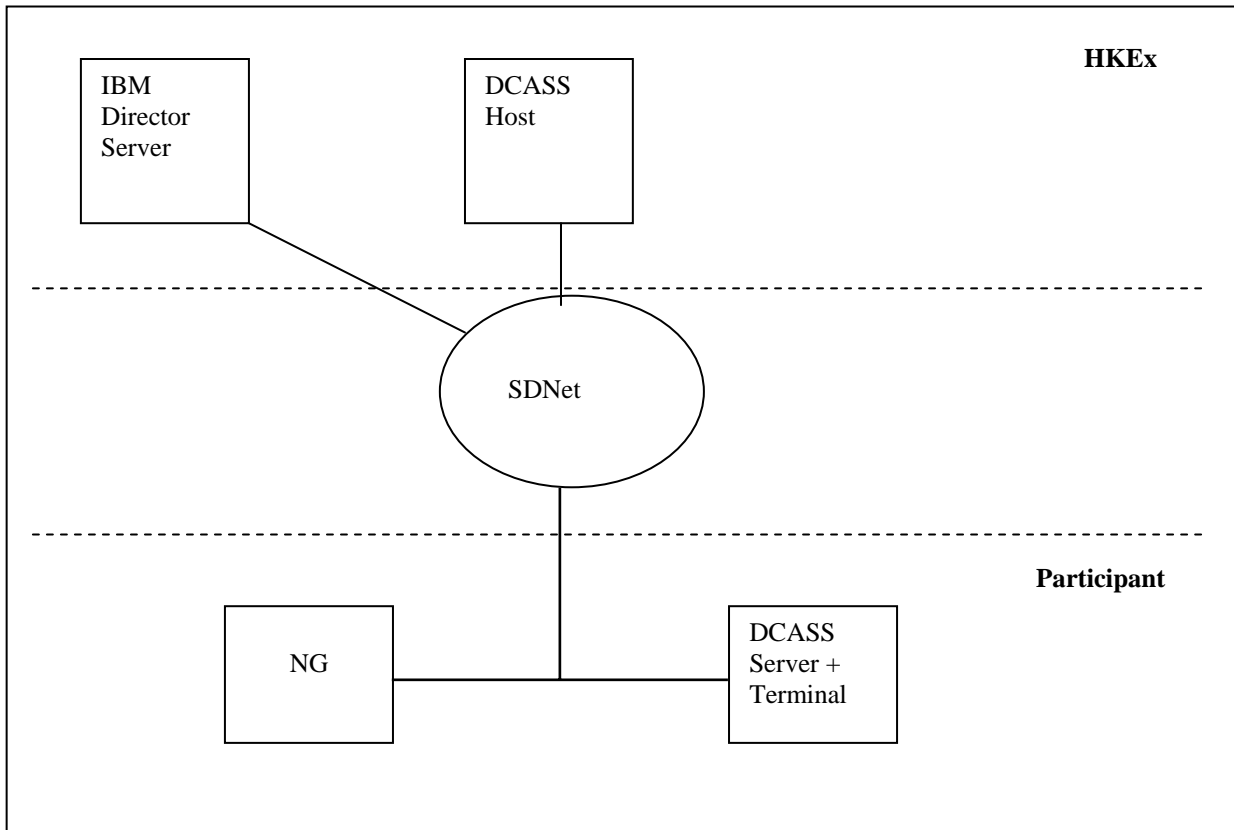 HKEx
IBM
Director
Server
DCASS
Host
SDNet
Participant
NG
DCASS
Server +
Terminal